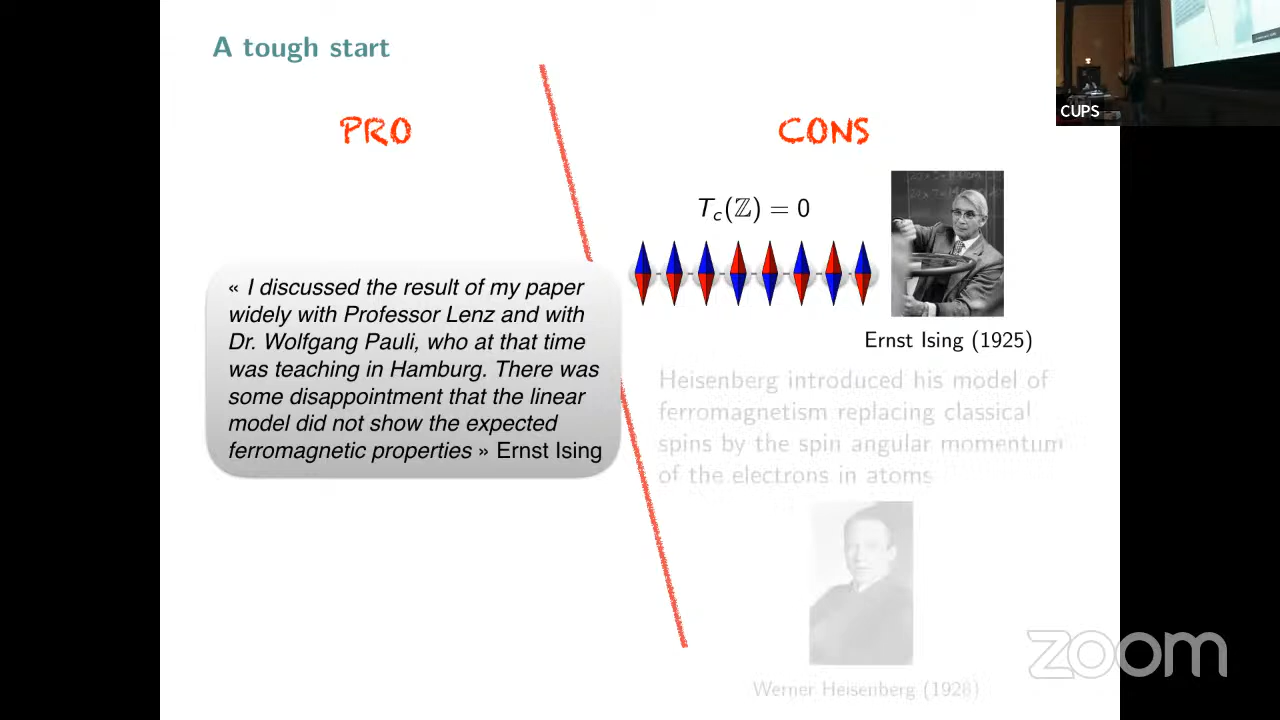 A tough start
CUPS
PRO
CONS
T_c(ℤ) = 0
« I discussed the result of my paper
widely with Professor Lenz and with
Dr. Wolfgang Pauli, who at that time
was teaching in Hamburg. There was
some disappointment that the linear
model did not show the expected
ferromagnetic properties » Ernst Ising
Ernst Ising (1925)
Heisenberg introduced his model of
ferromagnetism replacing classical
spins by the spin angular momentum
of the electrons in atoms
Werner Heisenberg (1928)
zoom